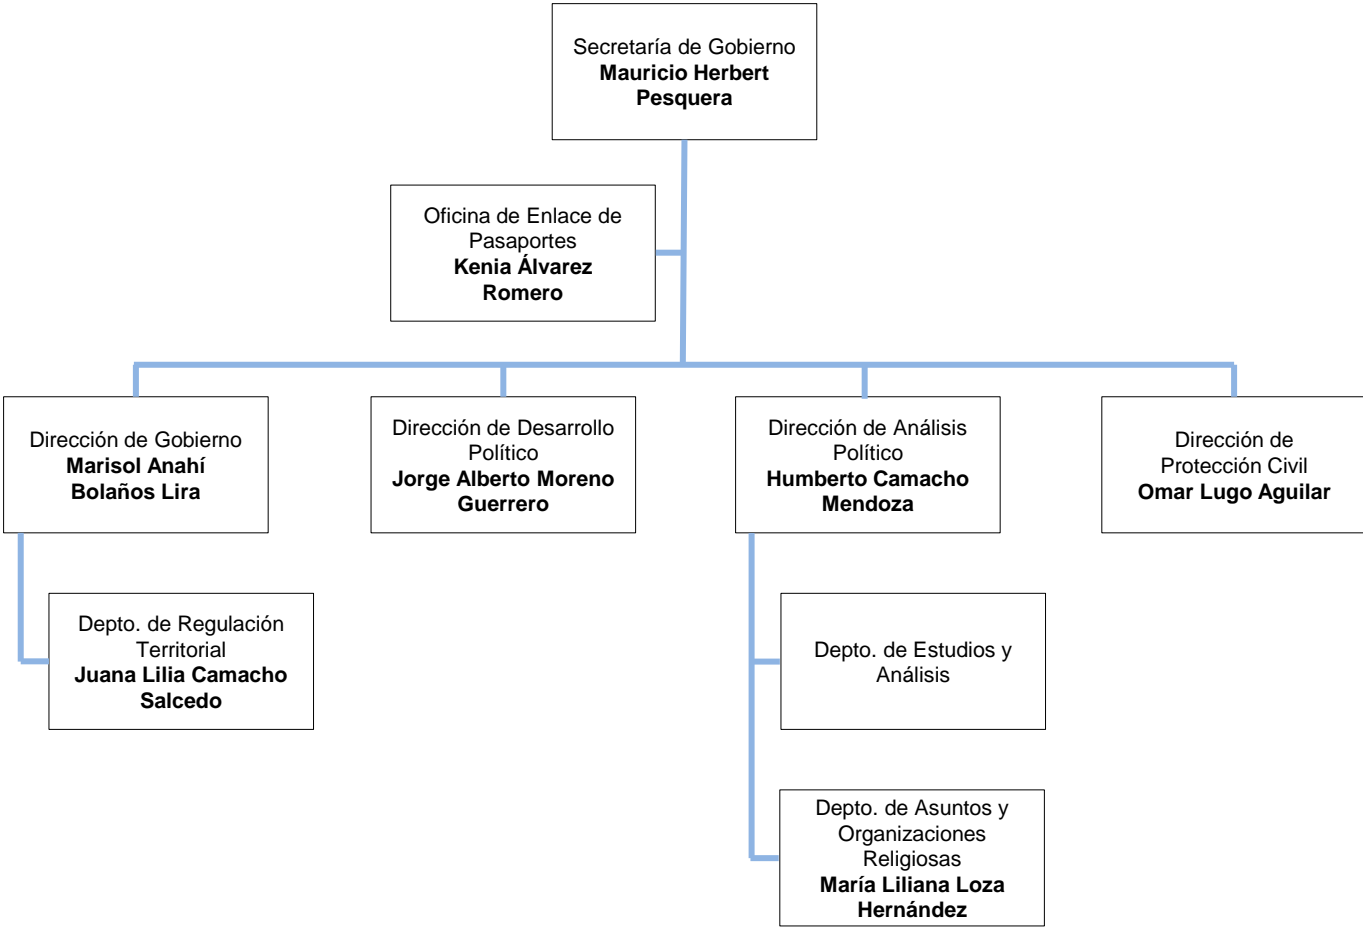 Secretaría de Gobierno
Mauricio Herbert
Pesquera
Oficina de Enlace de
Pasaportes
Kenia Álvarez
Romero
Dirección de Gobierno
Marisol Anahí
Bolaños Lira
Dirección de Desarrollo
Político
Jorge Alberto Moreno
Guerrero
Dirección de Análisis
Político
Humberto Camacho
Mendoza
Dirección de
Protección Civil
Omar Lugo Aguilar
Depto. de Regulación
Territorial
Juana Lilia Camacho
Salcedo
Depto. de Estudios y
Análisis
Depto. de Asuntos y
Organizaciones
Religiosas
María Liliana Loza
Hernández